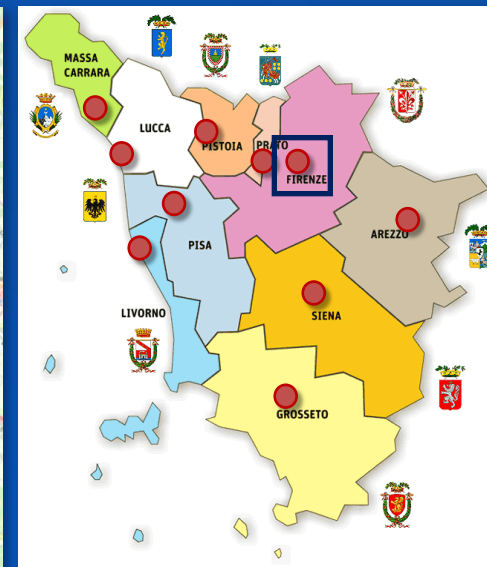 MASSA
CARRARA
LUCCA
PISTOIA
PRATO
FIRENZE
AREZZO
PISA
LIVORNO
SIENA
GROSSETO